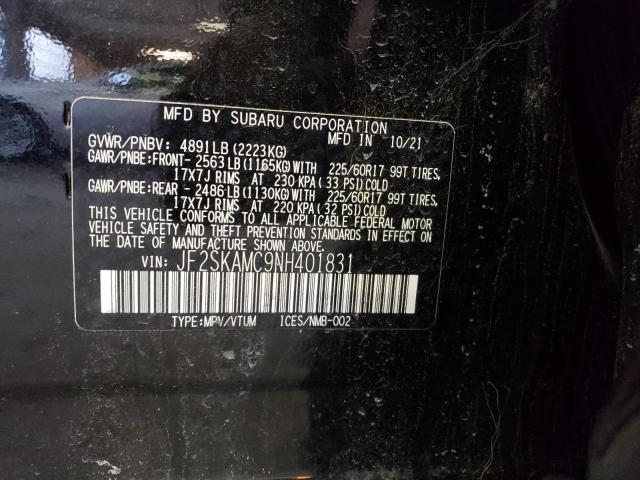 MFD BY SUBARU CORPORATION
GVWR/PNBV: 4891LB (2223KG) MFD IN 10/21
GAWR/PNBE:FRONT- 2563LB(1165KG)WITH 225/60R17 99T TIRES,
17X7J RIMS AT 230 KPA(33 PSI)COLD
GAWR/PNBE:REAR - 2486LB(1130KG)WITH 225/60R17 99T TIRES,
17X7J RIMS AT 220 KPA(32 PSI)COLD
THIS VEHICLE CONFORMS TO ALL APPLICABLE FEDERAL MOTOR
VEHICLE SAFETY AND THEFT PREVENTION STANDARDS IN EFFECT ON
THE DATE OF MANUFACTURE SHOWN ABOVE.
VIN: JF2SKAMC9NH401831
TYPE:MPV/VTUM ICES/NMB-002